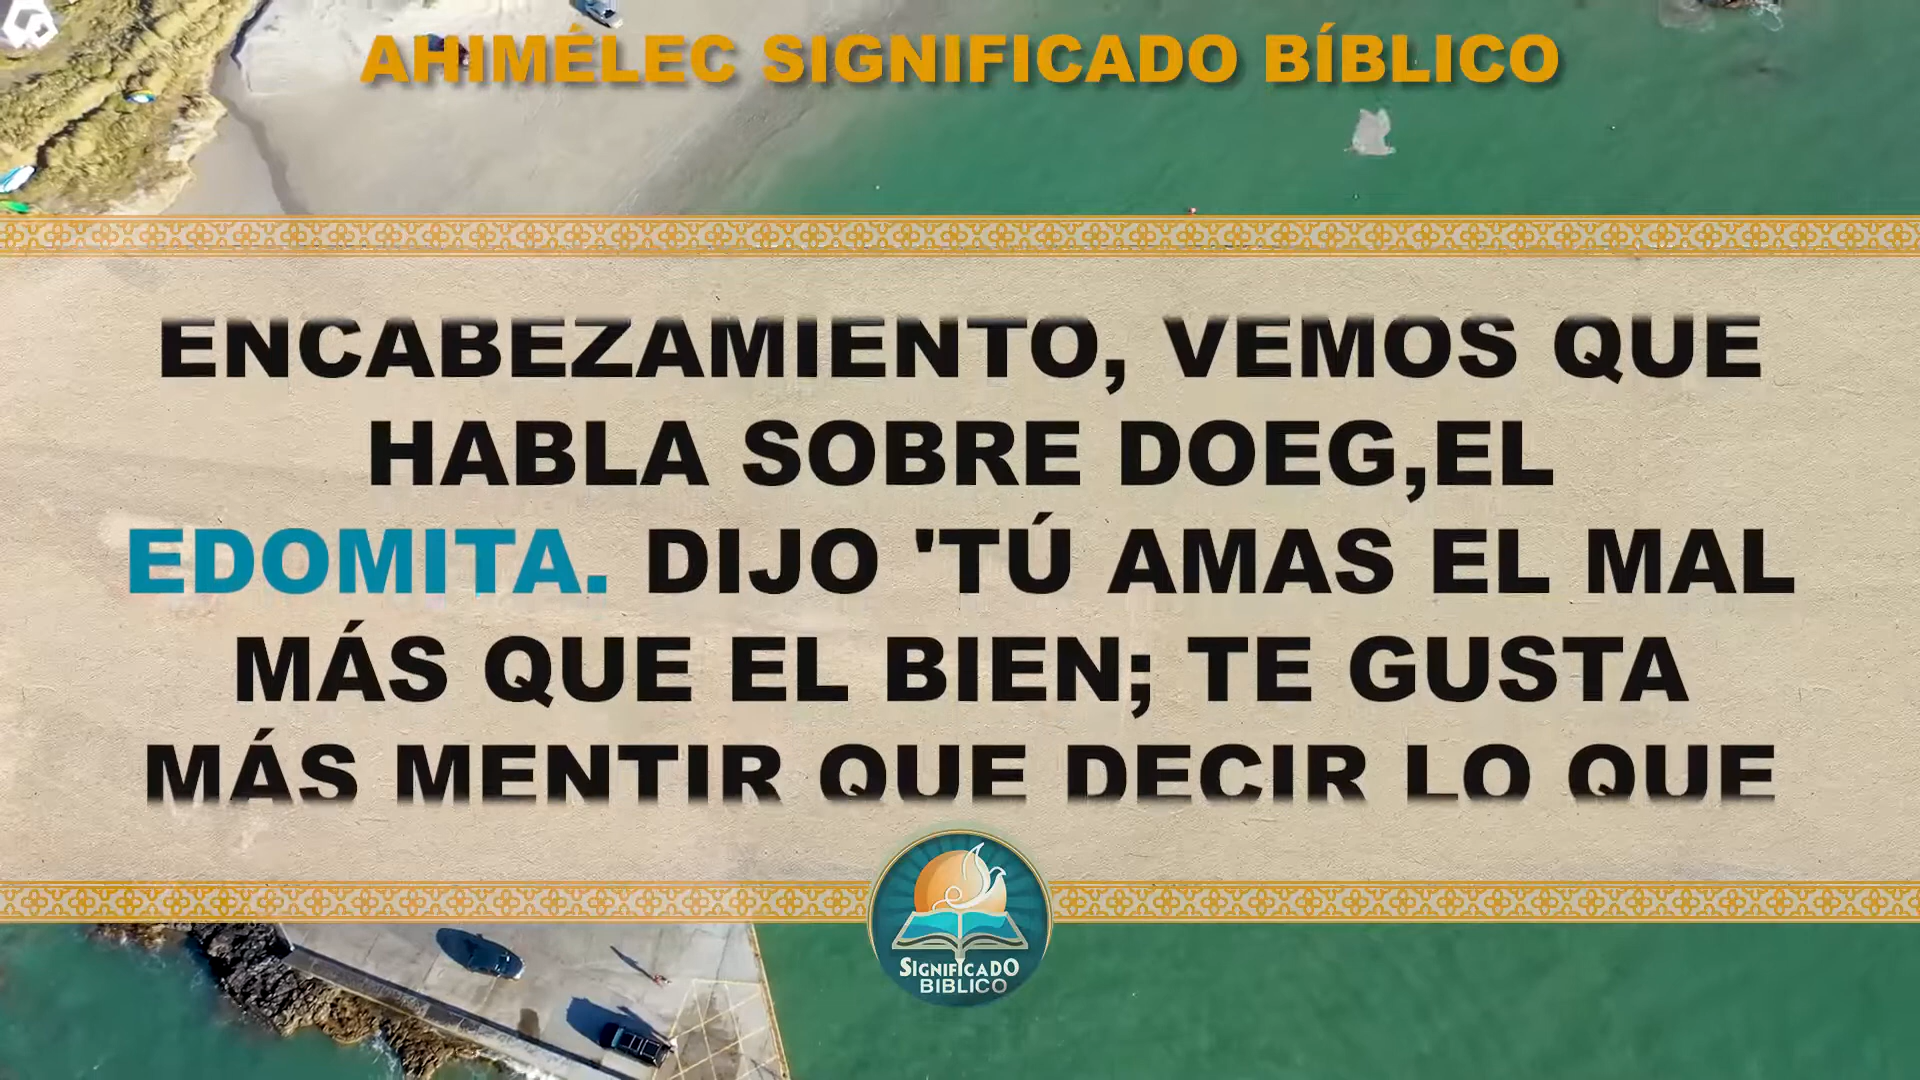 AHIMÉLEC SIGNIFICADO BÍBLICO
ENCABEZAMIENTO, VEMOS QUE
HABLA SOBRE DOEG,EL
EDOMITA. DIJO 'TÚ AMAS EL MAL
MÁS QUE EL BIEN; TE GUSTA
MÁS MENTIR QUE DECIR LO QUE
SIGNIFICADO
BIBLICO